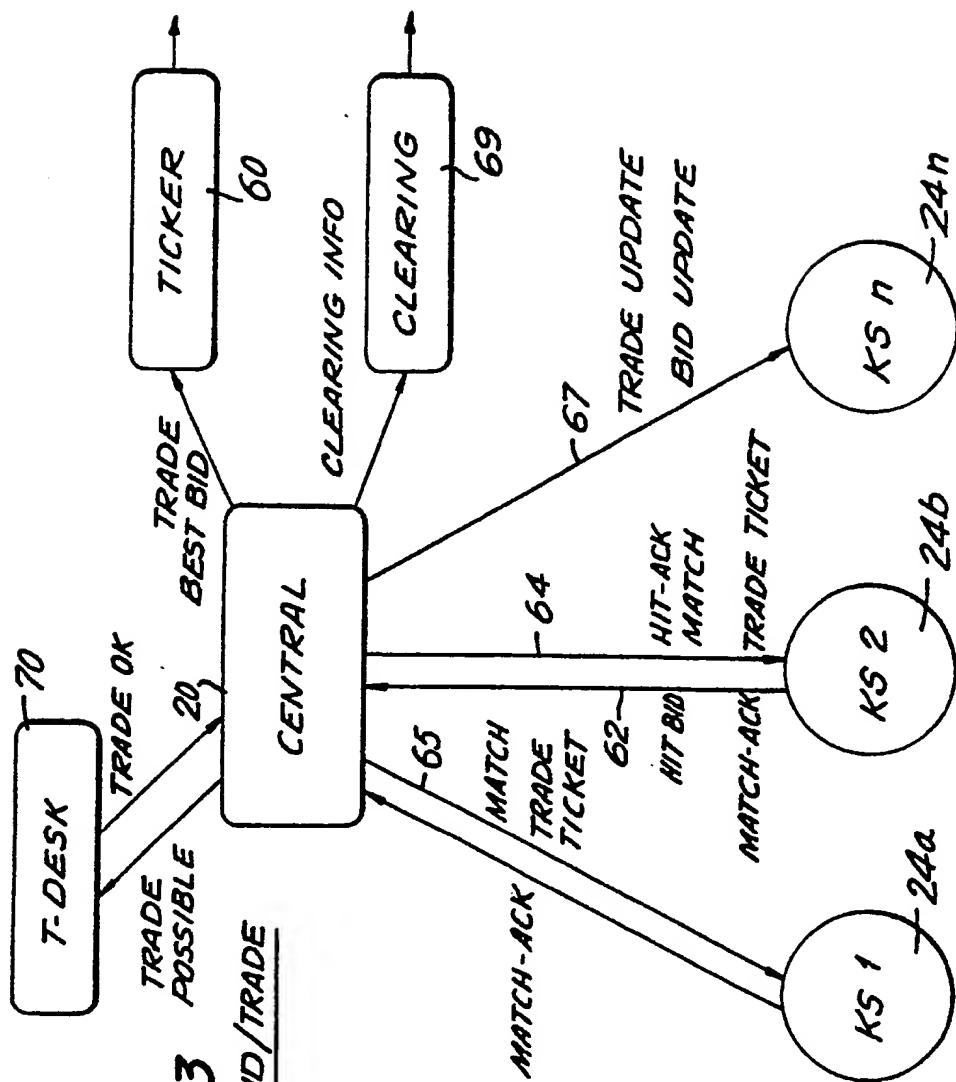 70
T-DESK
TRADE
POSSIBLE
TRADE OK
20
CENTRAL
TRADE
BEST BID
TICKER
60
CLEARING INFO
CLEARING
69
3
/TRADE
MATCH-ACK
65
MATCH
TRADE
TICKET
62
HIT BID
MATCH-ACK
64
HIT-ACK
MATCH
TRADE TICKET
67
TRADE UPDATE
BID UPDATE
KS 1
24a
KS 2
24b
KS n
24n